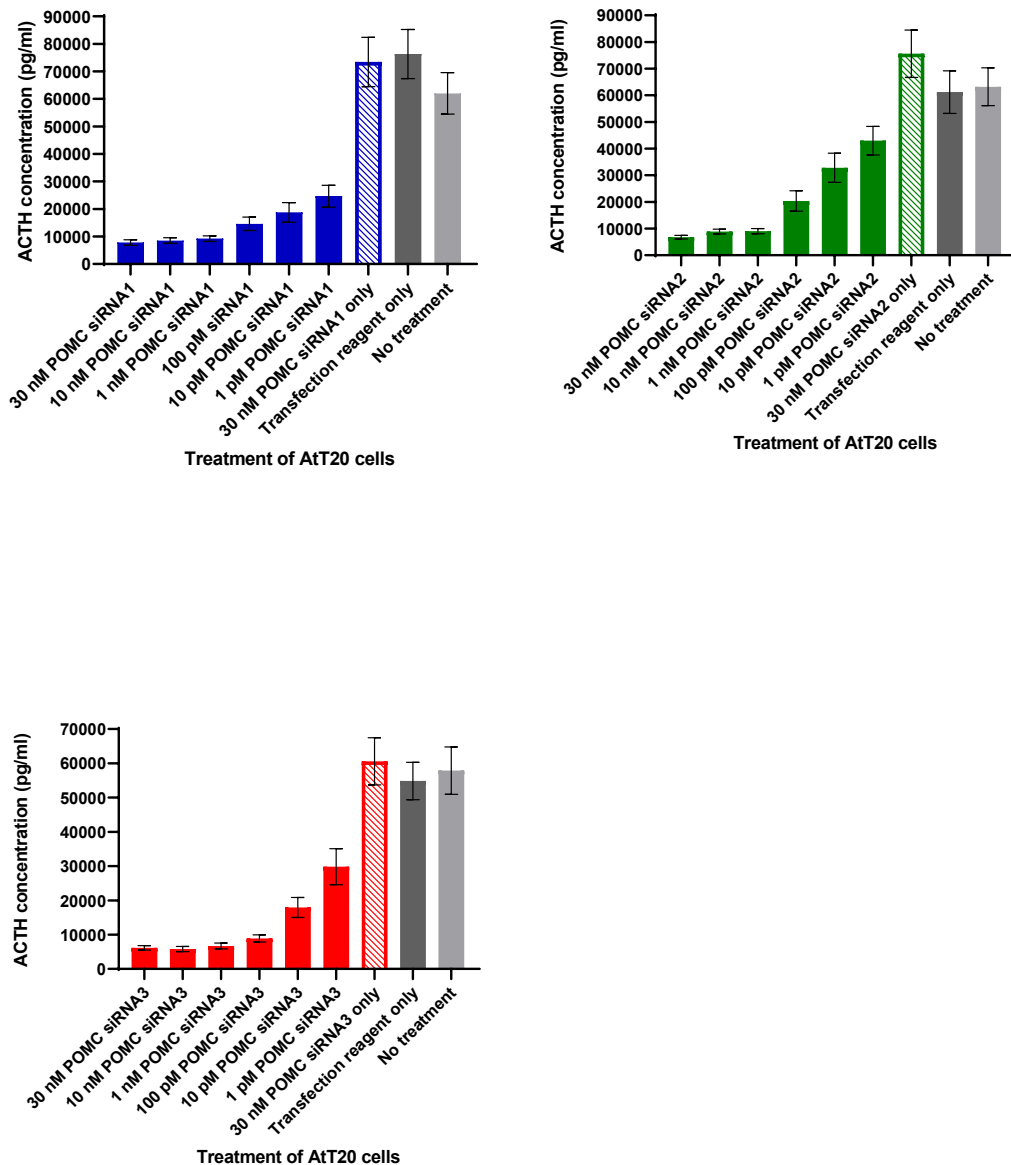 ACTH concentration (pg/ml)
90000
80000
70000
60000
50000
40000
30000
20000
10000
0
30 nM POMC siRNA1
10 nM POMC siRNA1
1 nM POMC siRNA1
100 pM siRNA1
10 pM POMC siRNA1
1 pM POMC siRNA1
30 nM POMC siRNA1 only
Transfection reagent only
No treatment
Treatment of AtT20 cells
ACTH concentration (pg/ml)
90000
80000
70000
60000
50000
40000
30000
20000
10000
0
30 nM POMC siRNA2
10 nM POMC siRNA2
1 nM POMC siRNA2
100 pM POMC siRNA2
10 pM POMC siRNA2
1 pM POMC siRNA2
30 nM POMC siRNA2 only
Transfection reagent only
No treatment
Treatment of AtT20 cells
ACTH concentration (pg/ml)
70000
60000
50000
40000
30000
20000
10000
0
30 nM POMC siRNA3
10 nM POMC siRNA3
1 nM POMC siRNA3
100 pM POMC siRNA3
10 pM POMC siRNA3
1 pM POMC siRNA3
30 nM POMC siRNA3 only
Transfection reagent only
No treatment
Treatment of AtT20 cells